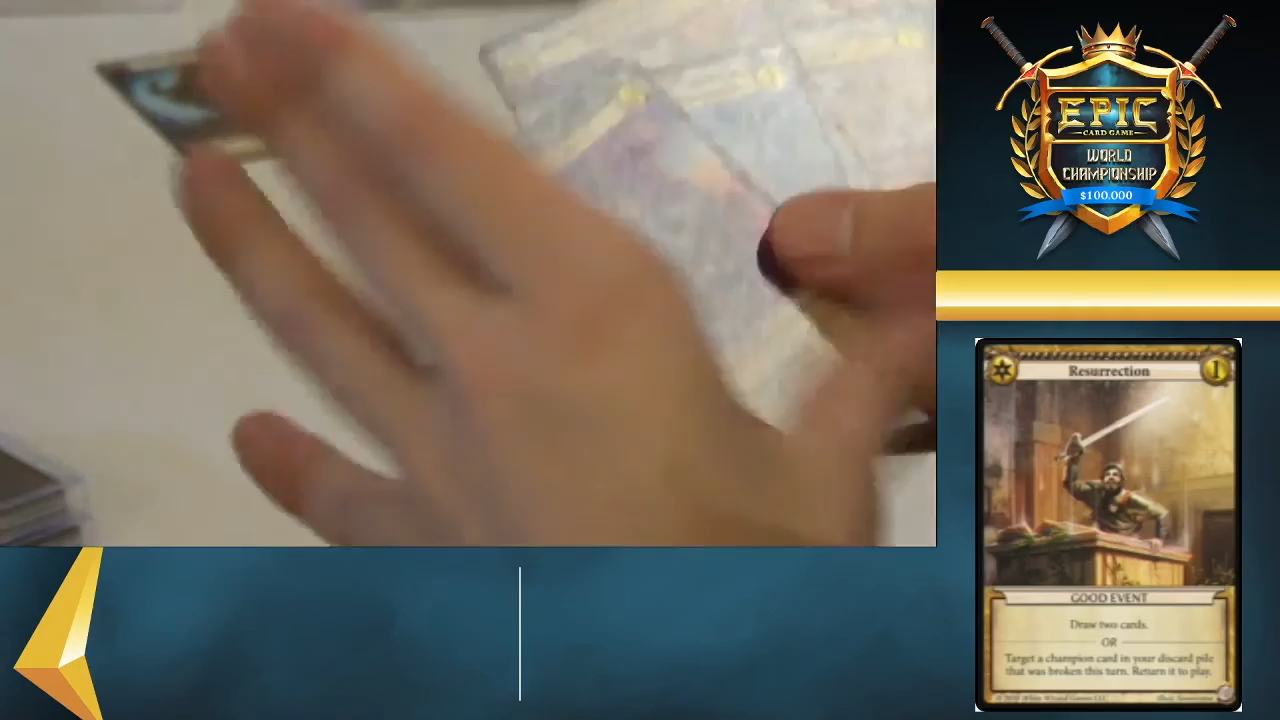 EPIC
CARD GAME
WORLD
CHAMPIONSHIP
$100,000
Resurrection
1
GOOD EVENT
Draw two cards.
OR
Target a champion card in your discard pile
that was broken this turn. Return it to play.